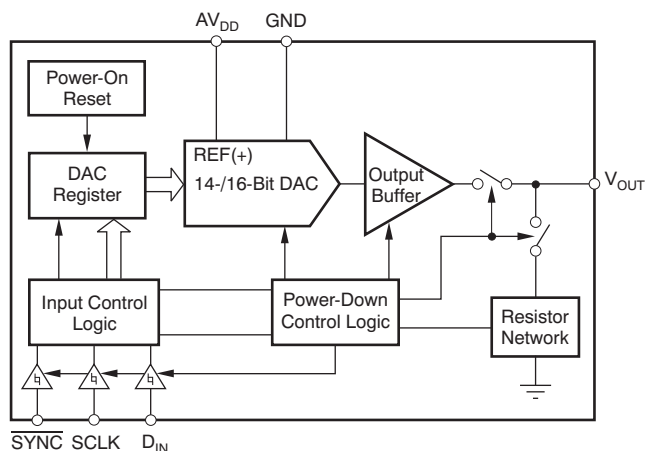 AVDD GND
Power-On
Reset
REF(+)
14-/16-Bit DAC
DAC
Register
Output
Buffer
VOUT
Input Control
Logic
Power-Down
Control Logic
Resistor
Network
SYNC SCLK DIN